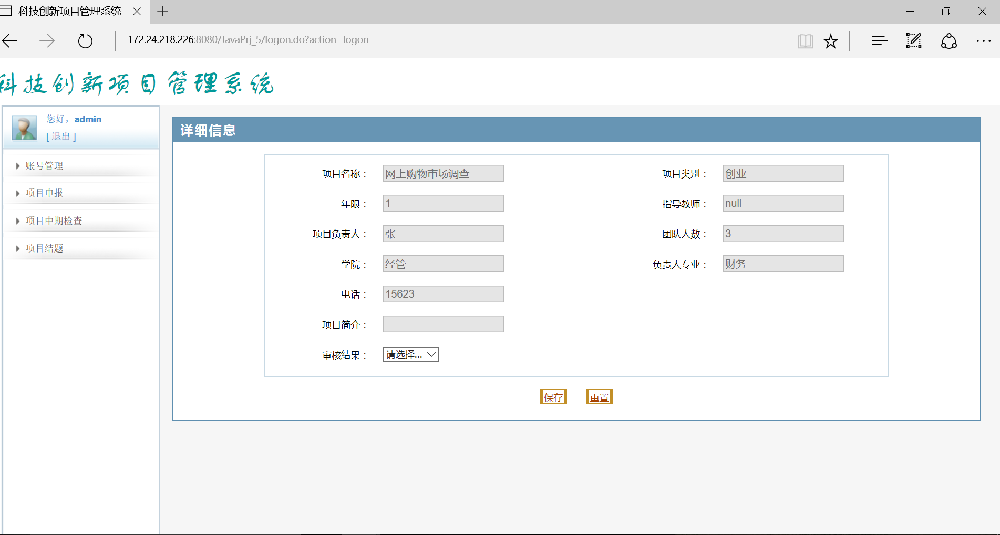 科技创新项目管理系统
172.24.218.226:8080/JavaPrj_5/logon.do?action=logon
科技创新项目管理系统
您好，admin
[ 退出 ]
账号管理
项目申报
项目中期检查
项目结题
详细信息
项目名称： 网上购物市场调查 项目类别： 创业
年限： 1 指导教师： null
项目负责人： 张三 团队人数： 3
学院： 经管 负责人专业： 财务
电话： 15623
项目简介：
审核结果： 请选择...
保存 重置